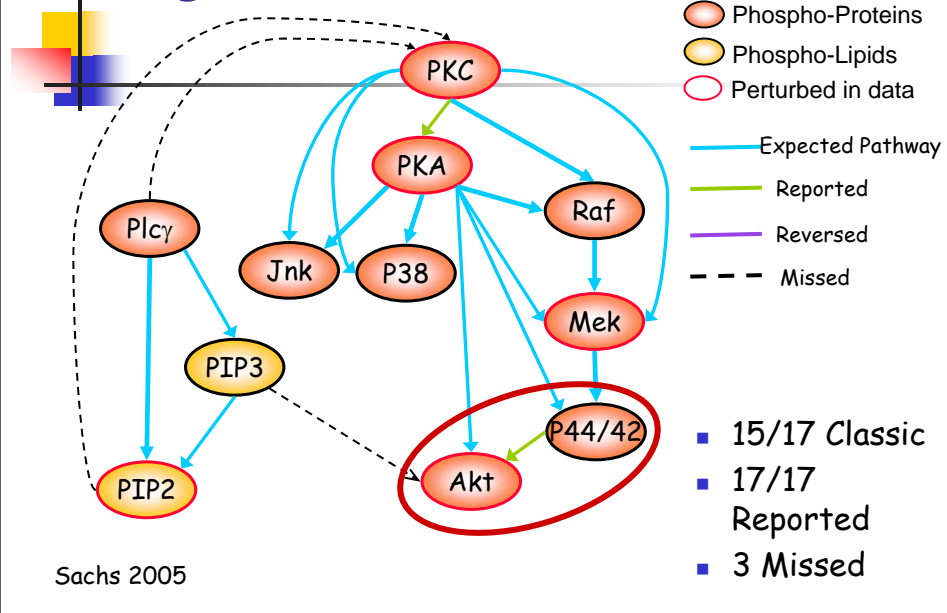 Phospho-Proteins
Phospho-Lipids
Perturbed in data
Expected Pathway
Reported
Reversed
Missed
PKC
PKA
Raf
Plcγ
Jnk
P38
Mek
PIP3
P44/42
Akt
PIP2
15/17 Classic
17/17
Reported
3 Missed
Sachs 2005